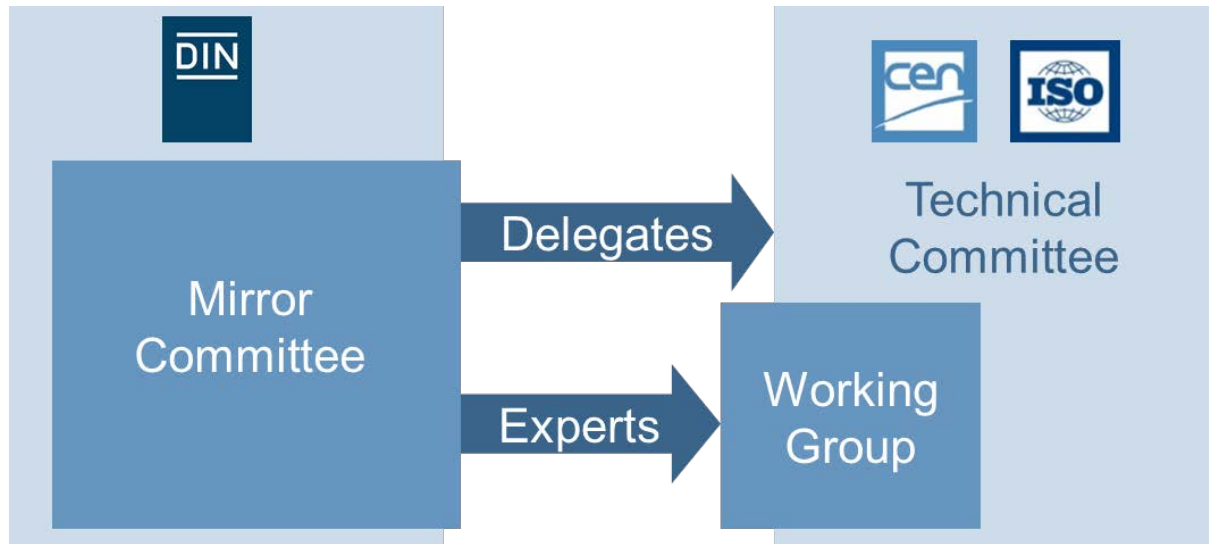 DIN
cen
ISO
Technical
Committee
Delegates
Mirror
Committee
Experts
Working
Group